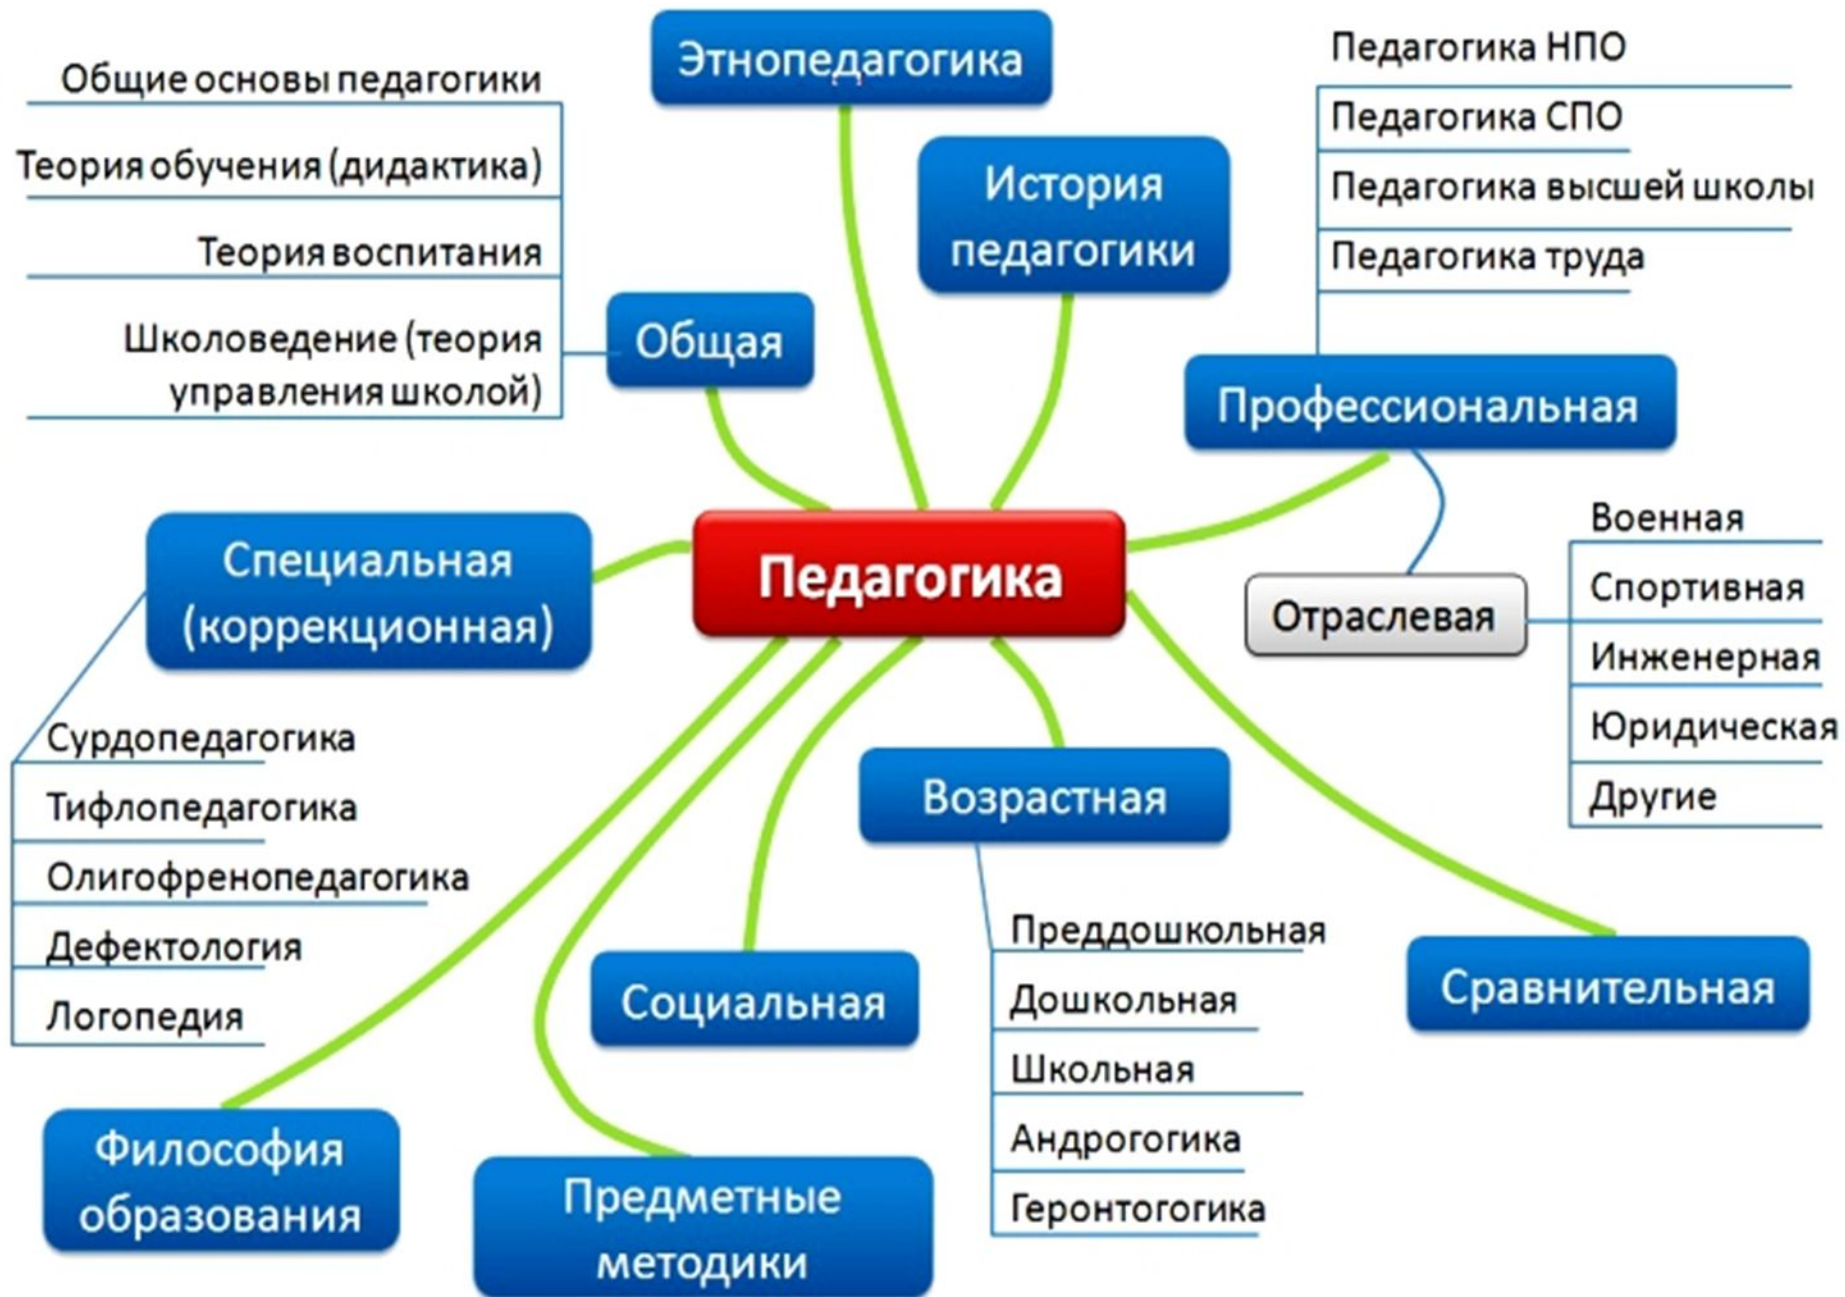 Этнопедагогика
История
педагогики
Общие основы педагогики
Теория обучения (дидактика)
Теория воспитания
Школоведение (теория
управления школой)
Общая
Педагогика НПО
Педагогика СПО
Педагогика высшей школы
Педагогика труда
Профессиональная
Отраслевая
Военная
Спортивная
Инженерная
Юридическая
Другие
Педагогика
Специальная
(коррекционная)
Сурдопедагогика
Тифлопедагогика
Олигофренопедагогика
Дефектология
Логопедия
Возрастная
Преддошкольная
Дошкольная
Школьная
Андрогогика
Геронтогогика
Сравнительная
Социальная
Философия
образования
Предметные
методики